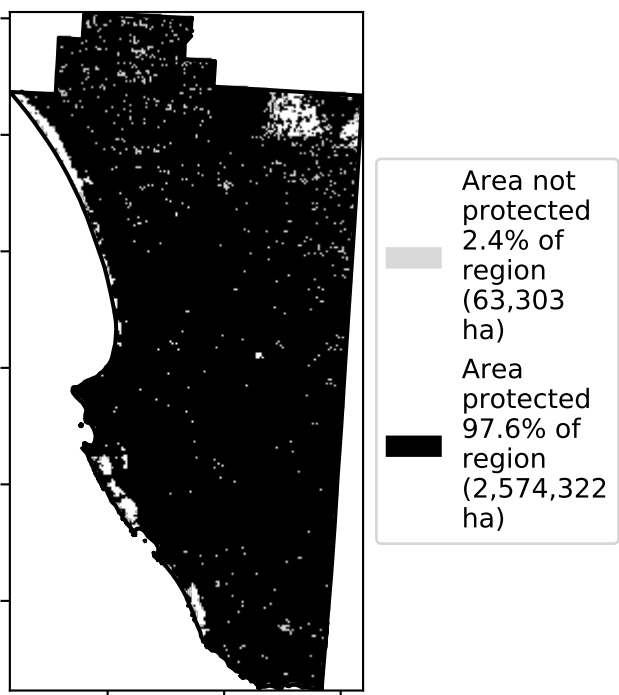 Area not
protected
2.4% of
region
(63,303
ha)
Area
protected
97.6% of
region
(2,574,322
ha)